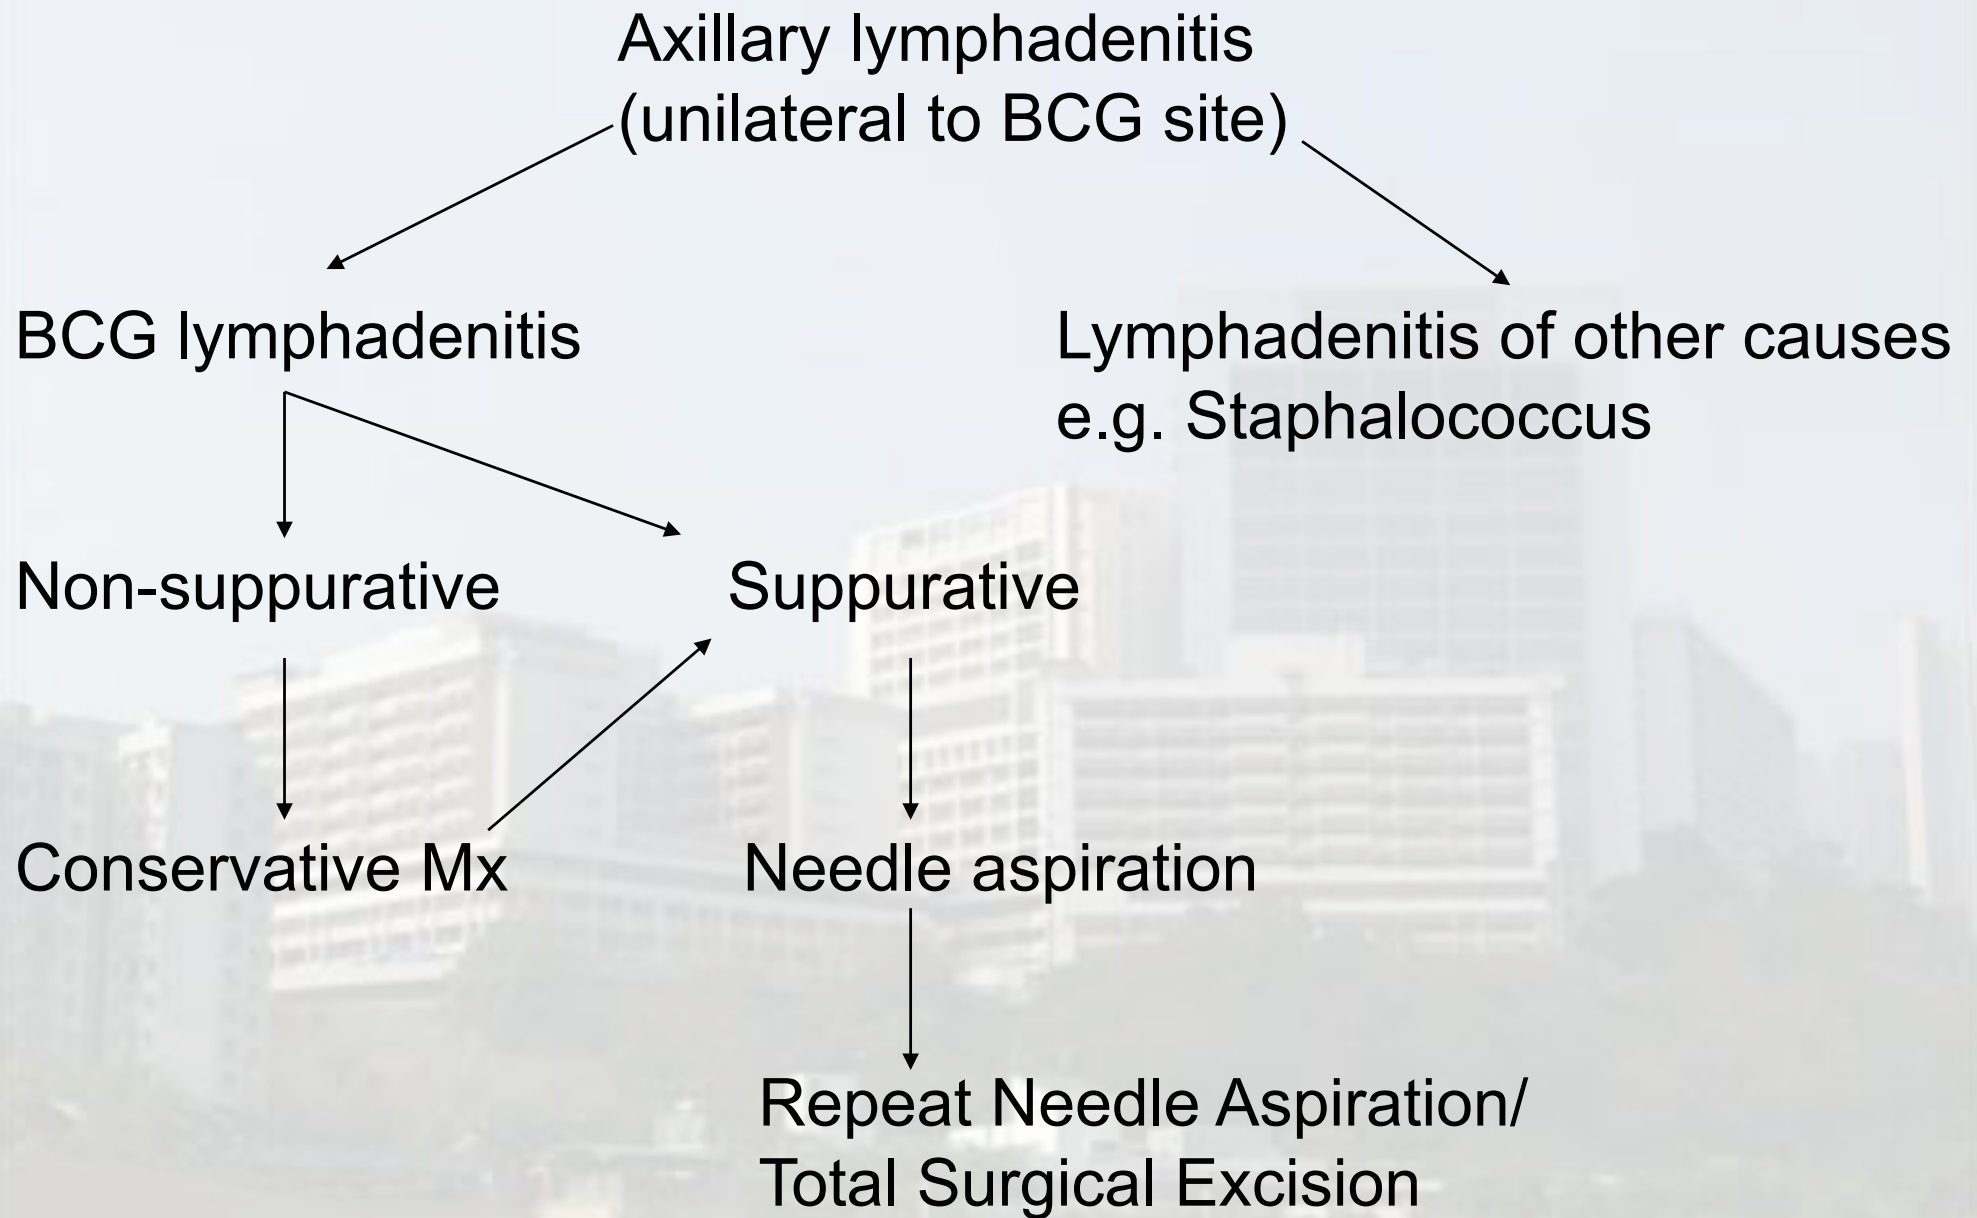 Axillary lymphadenitis
(unilateral to BCG site)
BCG lymphadenitis
Lymphadenitis of other causes
e.g. Staphalococcus
Non-suppurative
Suppurative
Conservative Mx
Needle aspiration
Repeat Needle Aspiration/
Total Surgical Excision